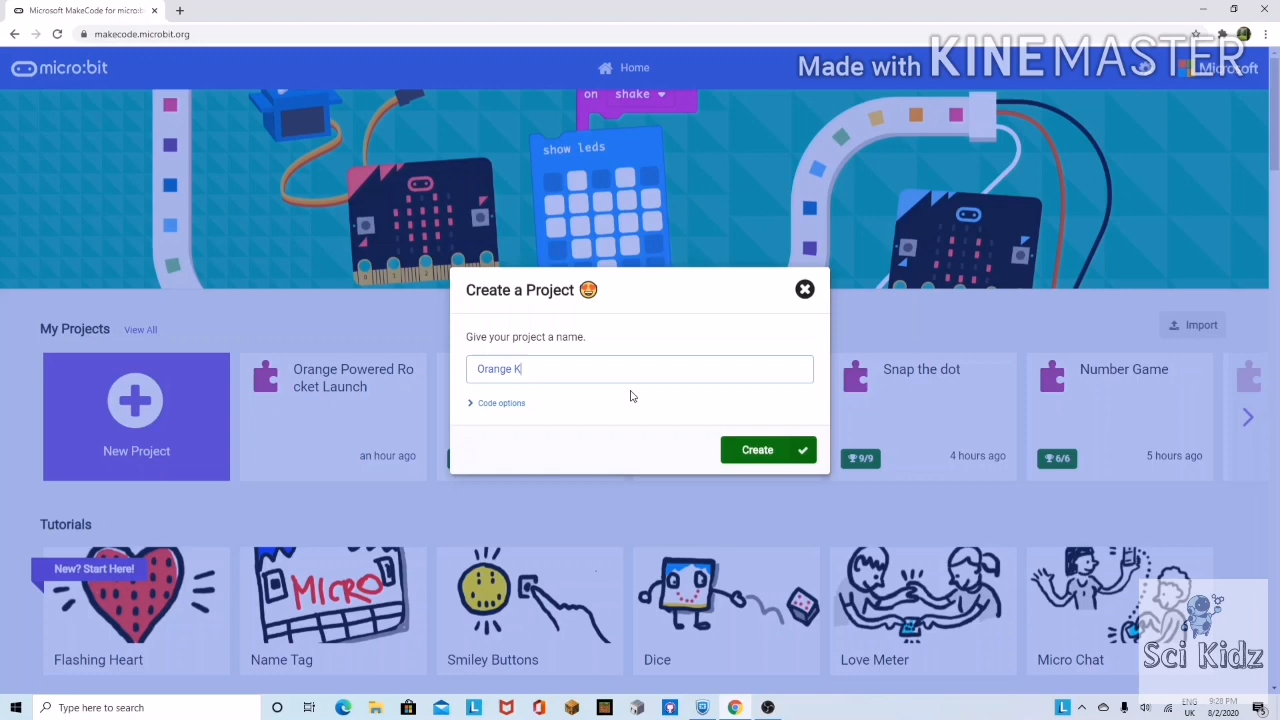 Microsoft MakeCode for micro:b
makecode.microbit.org
micro:bit
Home
Made with KINEMASTER
Microsoft
on shake
show leds
Create a Project
Give your project a name.
Orange K
Code options
Create
My Projects View All
Import
New Project
Orange Powered Ro
cket Launch
an hour ago
Snap the dot
9/9
4 hours ago
Number Game
6/6
5 hours ago
Tutorials
New? Start Here!
MICRO
Flashing Heart
Name Tag
Smiley Buttons
Dice
Love Meter
Micro Chat
Sci Kidz
Type here to search
ENG
UK
9:28 PM
8/2/2020